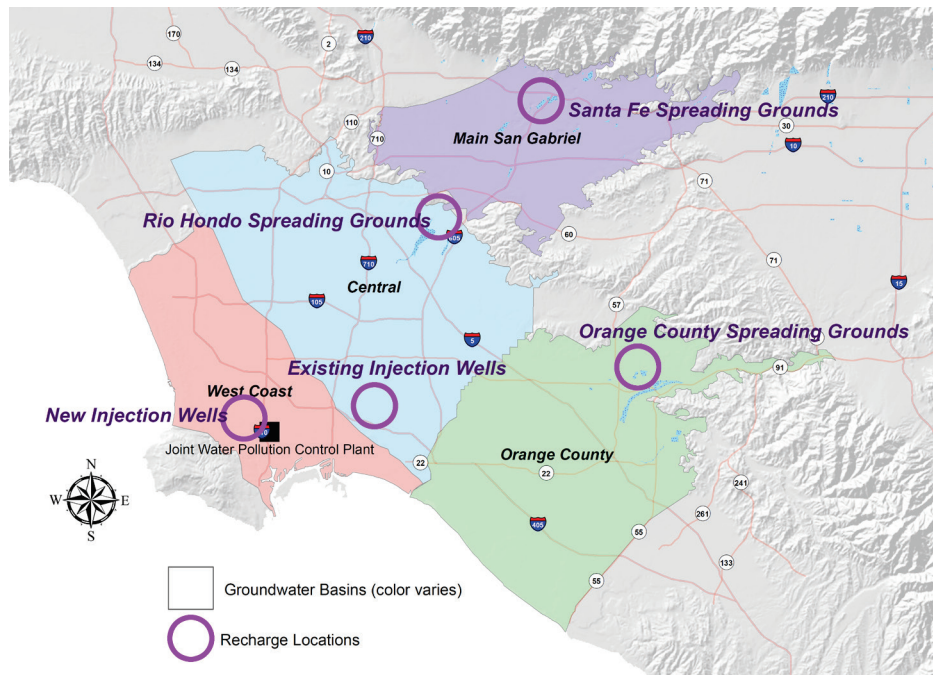 170
2
210
134
134
110
710
10
Santa Fe Spreading Grounds
210
Main San Gabriel
30
10
71
Rio Hondo Spreading Grounds
605
60
710
71
Central
105
15
57
5
Orange County Spreading Grounds
Existing Injection Wells
91
West Coast
New Injection Wells
Joint Water Pollution Control Plant
22
Orange County
22
241
405
261
55
133
55
N
W
E
S
Groundwater Basins (color varies)
Recharge Locations